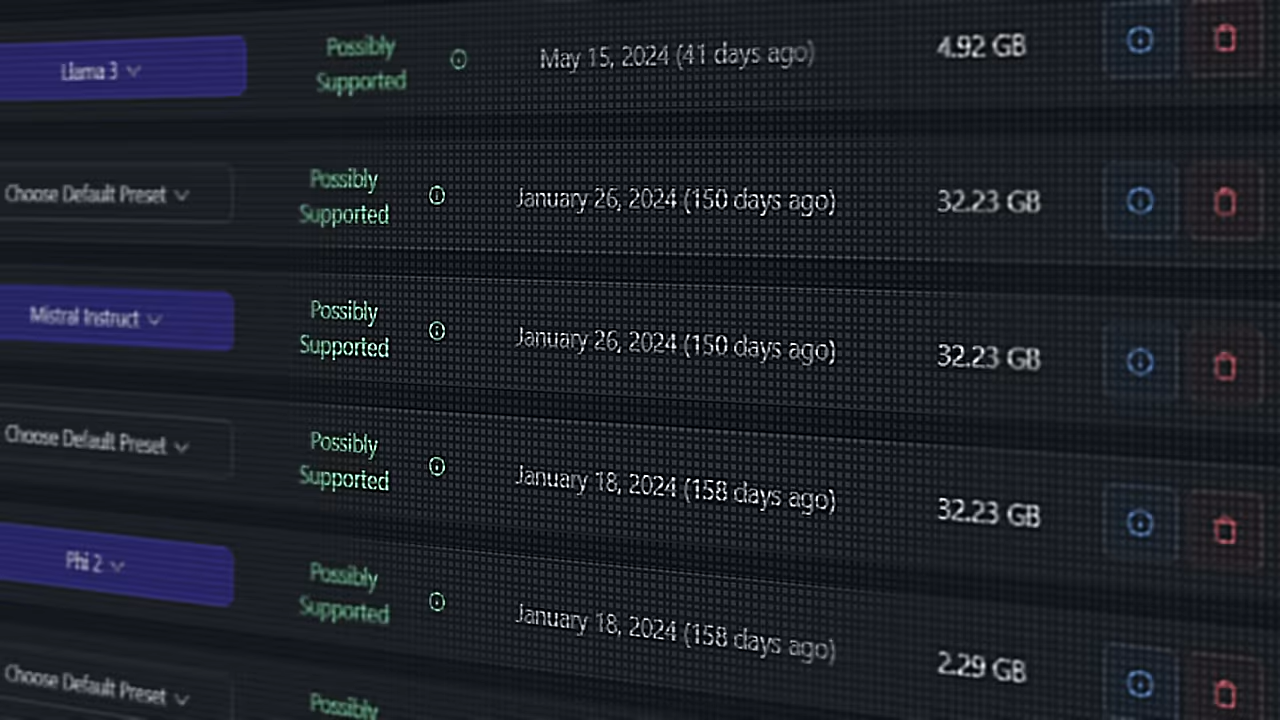 Llama 3
Possibly
Supported
May 15, 2024 (41 days ago)
4.92 GB
Choose Default Preset
Possibly
Supported
January 26, 2024 (150 days ago)
32.23 GB
Mistral Instruct
Possibly
Supported
January 26, 2024 (150 days ago)
32.23 GB
Choose Default Preset
Possibly
Supported
January 18, 2024 (158 days ago)
32.23 GB
Phi 2
Possibly
Supported
January 18, 2024 (158 days ago)
2.29 GB
Choose Default Preset
Possibly